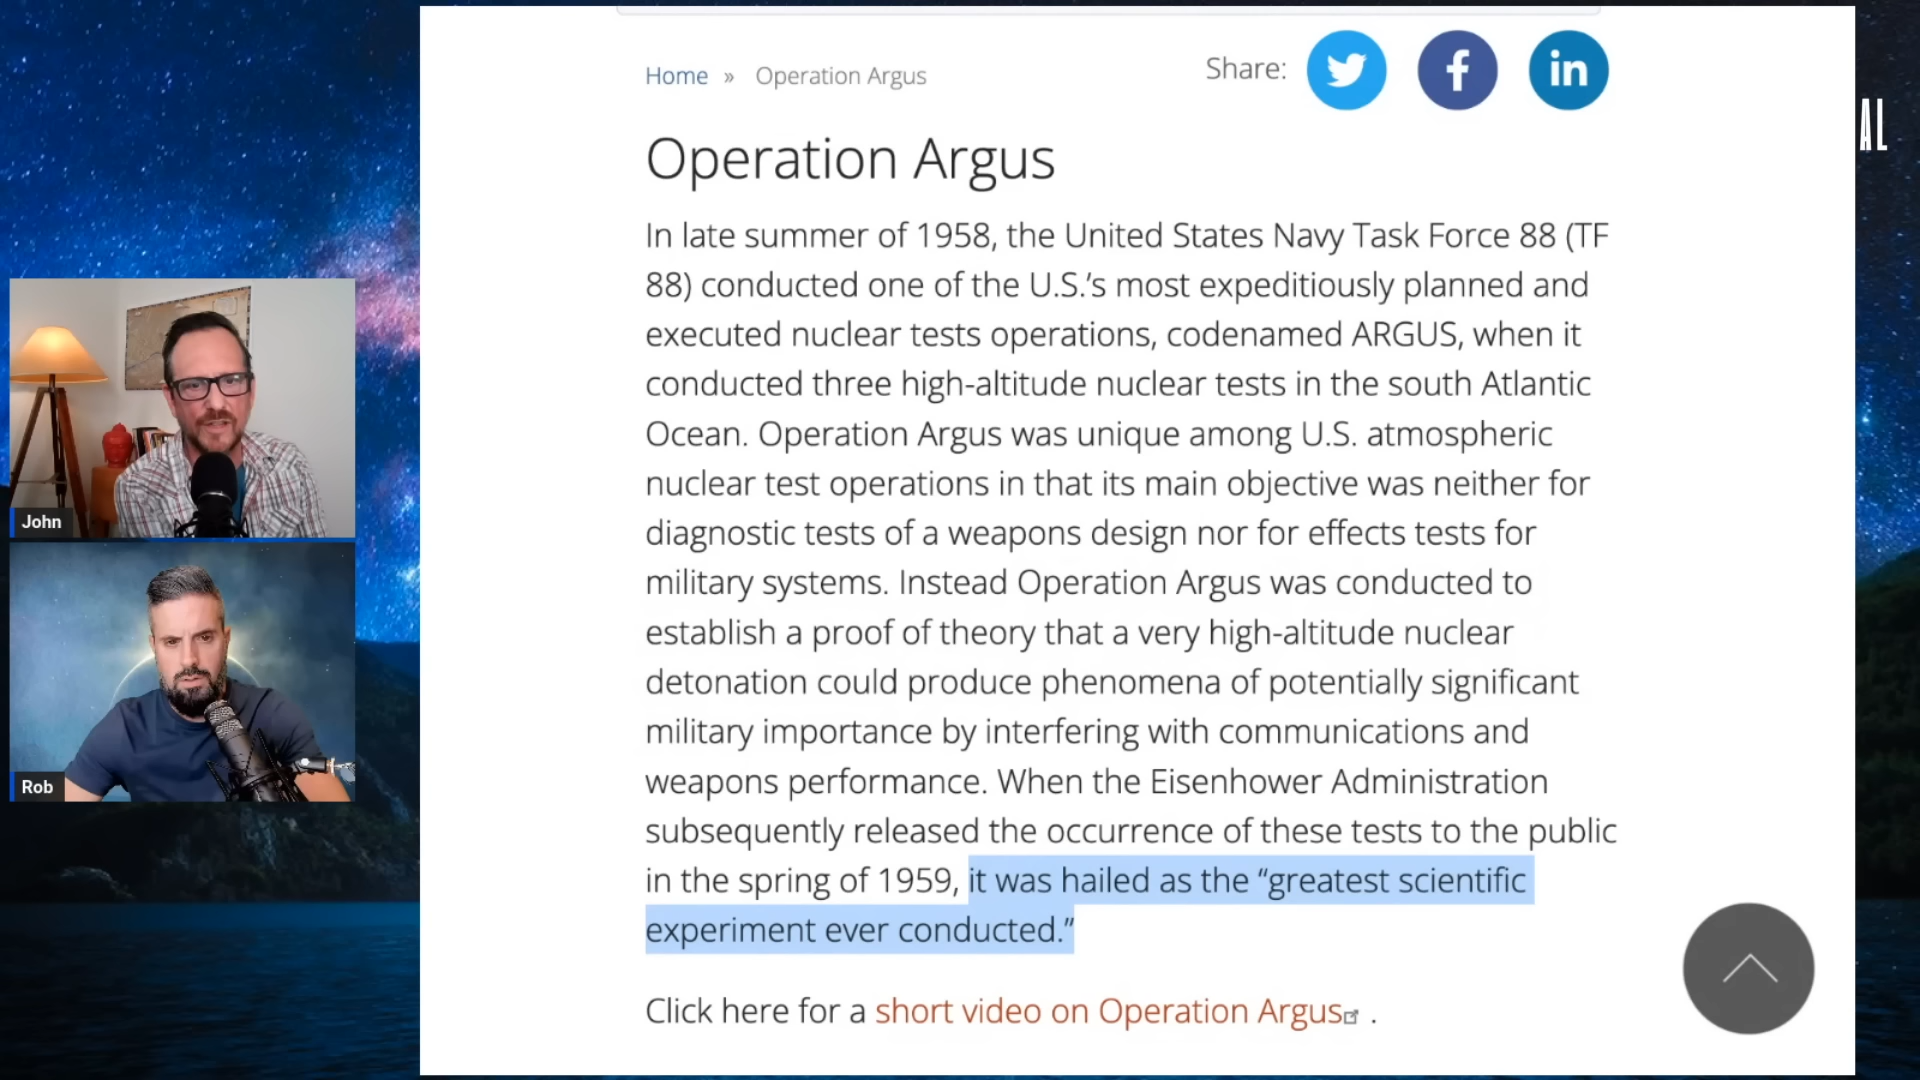 Home » Operation Argus
Share:
AL
Operation Argus
In late summer of 1958, the United States Navy Task Force 88 (TF
88) conducted one of the U.S.'s most expeditiously planned and
executed nuclear tests operations, codenamed ARGUS, when it
conducted three high-altitude nuclear tests in the south Atlantic
Ocean. Operation Argus was unique among U.S. atmospheric
nuclear test operations in that its main objective was neither for
diagnostic tests of a weapons design nor for effects tests for
military systems. Instead Operation Argus was conducted to
establish a proof of theory that a very high-altitude nuclear
detonation could produce phenomena of potentially significant
military importance by interfering with communications and
weapons performance. When the Eisenhower Administration
subsequently released the occurrence of these tests to the public
in the spring of 1959, it was hailed as the “greatest scientific
experiment ever conducted.”
Click here for a short video on Operation Argus .
John
Rob